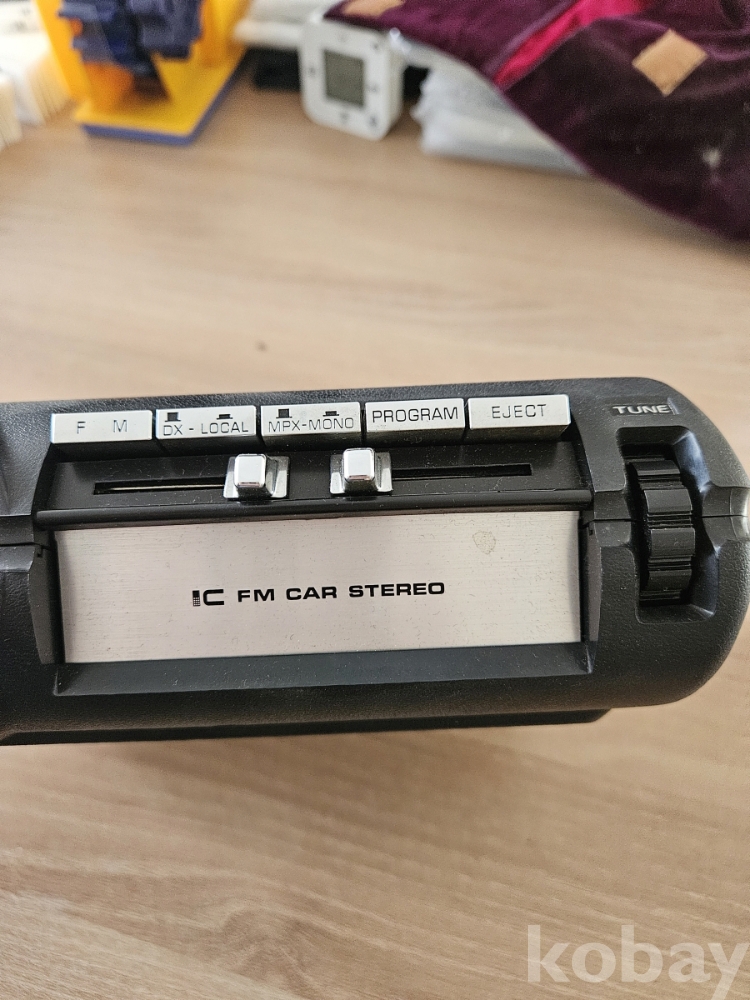 F M
DX - LOCAL
MPX-MONO
PROGRAM
EJECT
TUNE
IC FM CAR STEREO
kobay